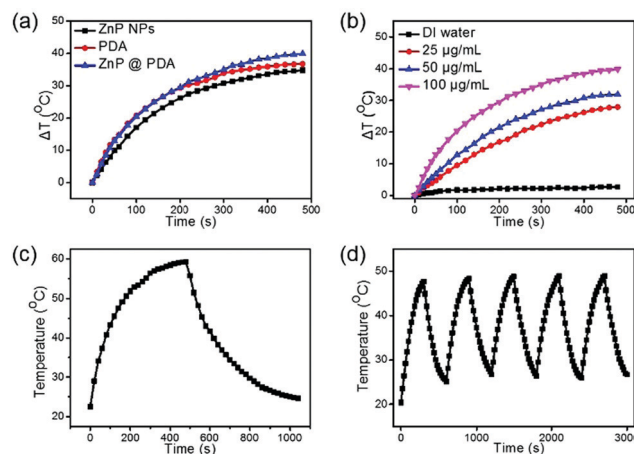 (a)
ZnP NPs
PDA
ZnP @ PDA
ΔT (°C)
50
40
30
20
10
0
0 100 200 300 400 500
Time (s)
(b)
DI water
25 μg/mL
50 μg/mL
100 μg/mL
ΔT (°C)
50
40
30
20
10
0
0 100 200 300 400 500
Time (s)
(c)
Temperature (°C)
60
50
40
30
20
0 200 400 600 800 1000
Time (s)
(d)
Temperature (°C)
60
50
40
30
20
0 1000 2000 3000
Time (s)